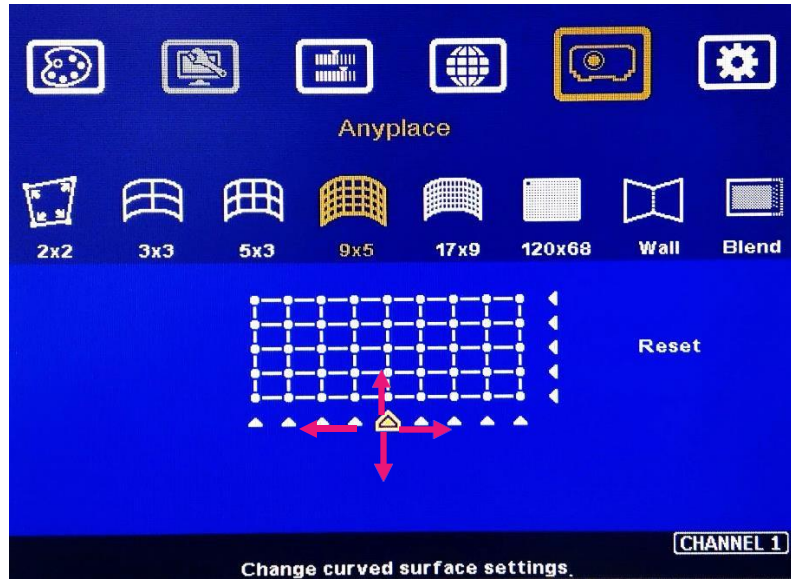 Anyplace
2x2 3x3 5x3 9x5 17x9 120x68 Wall Blend
Reset
CHANNEL 1
Change curved surface settings.